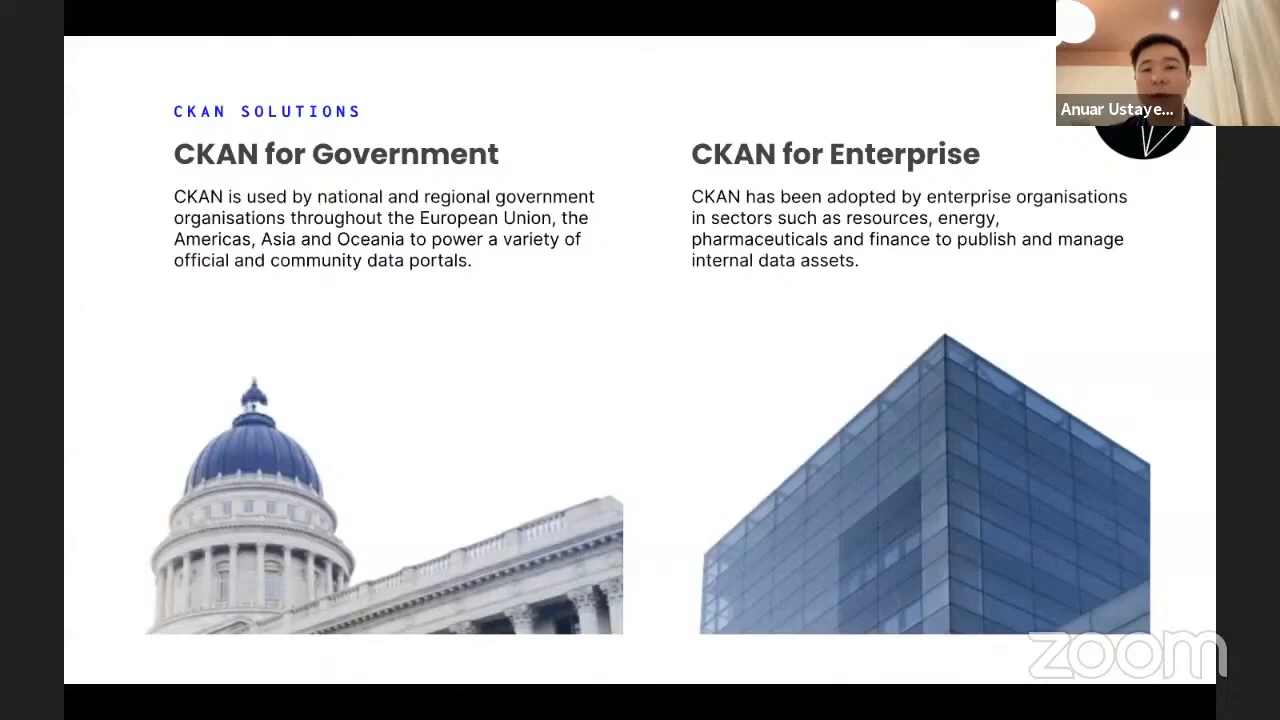 CKAN SOLUTIONS
CKAN for Government
CKAN is used by national and regional government
organisations throughout the European Union, the
Americas, Asia and Oceania to power a variety of
official and community data portals.
CKAN for Enterprise
CKAN has been adopted by enterprise organisations
in sectors such as resources, energy,
pharmaceuticals and finance to publish and manage
internal data assets.
Anuar Ustaye...
zoom